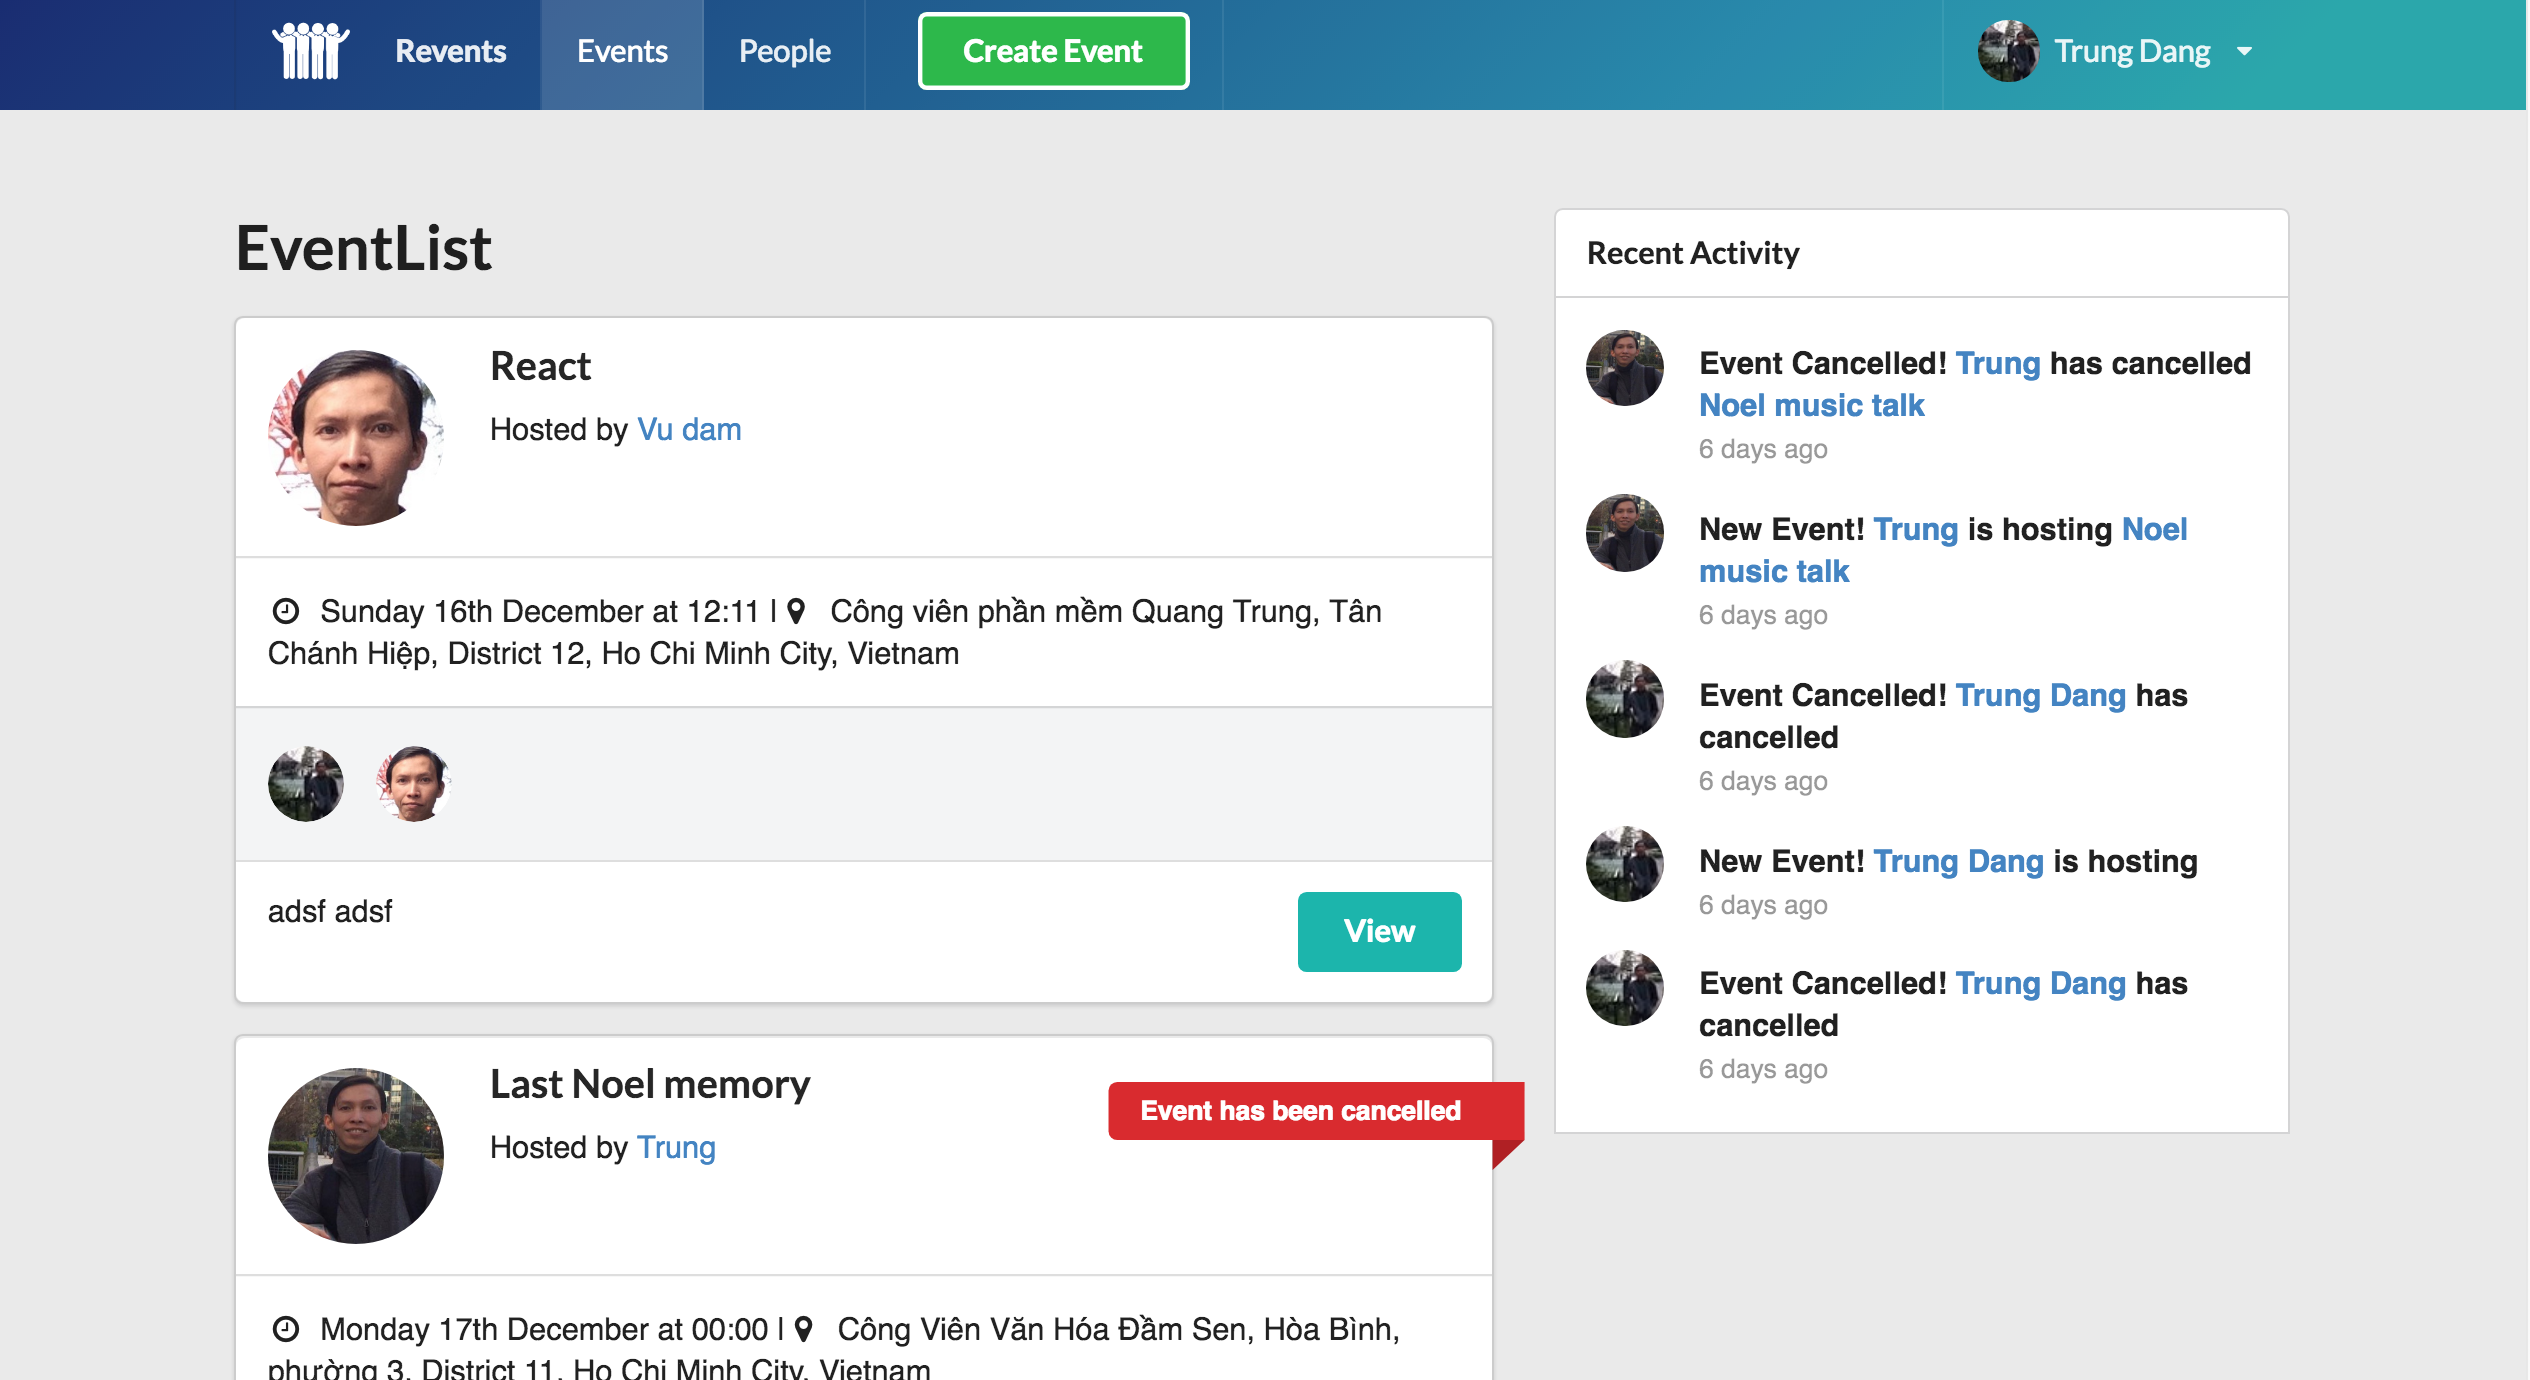 Revents
Events
People
Create Event
Trung Dang
EventList
React
Hosted by Vu dam
Sunday 16th December at 12:11 | Công viên phần mềm Quang Trung, Tân
Chánh Hiệp, District 12, Ho Chi Minh City, Vietnam
adsf adsf
View
Last Noel memory
Event has been cancelled
Hosted by Trung
Monday 17th December at 00:00 | Công Viên Văn Hóa Đầm Sen, Hòa Bình,
phường 3, District 11, Ho Chi Minh City, Vietnam
Recent Activity
Event Cancelled! Trung has cancelled
Noel music talk
6 days ago
New Event! Trung is hosting Noel
music talk
6 days ago
Event Cancelled! Trung Dang has
cancelled
6 days ago
New Event! Trung Dang is hosting
6 days ago
Event Cancelled! Trung Dang has
cancelled
6 days ago